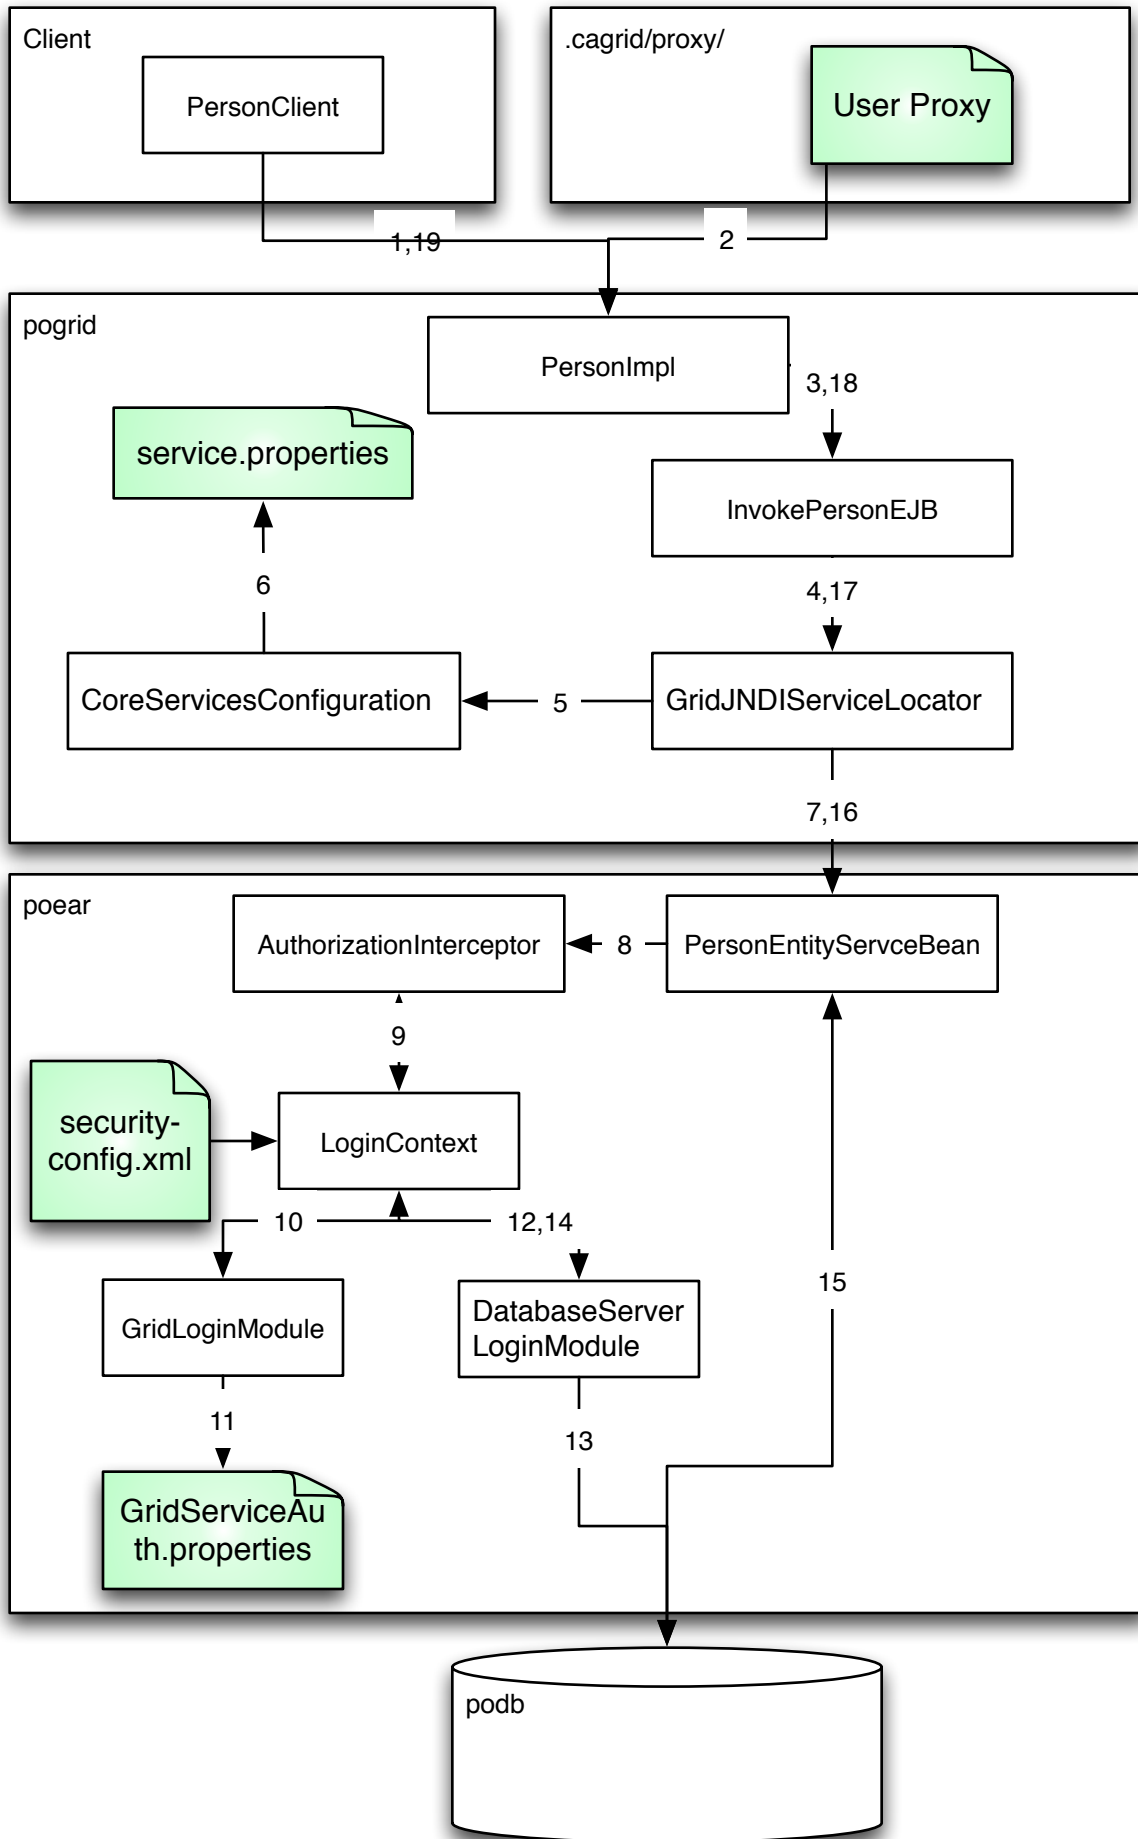 Client
PersonClient
.cagrid/proxy/
User Proxy
1,19
2
pogrid
PersonImpl
3,18
service.properties
InvokePersonEJB
6
4,17
CoreServicesConfiguration
5
GridJNDIServiceLocator
7,16
poear
AuthorizationInterceptor
8
PersonEntityServceBean
9
security-
config.xml
LoginContext
10
12,14
15
GridLoginModule
DatabaseServer
LoginModule
11
13
GridServiceAu
th.properties
podb